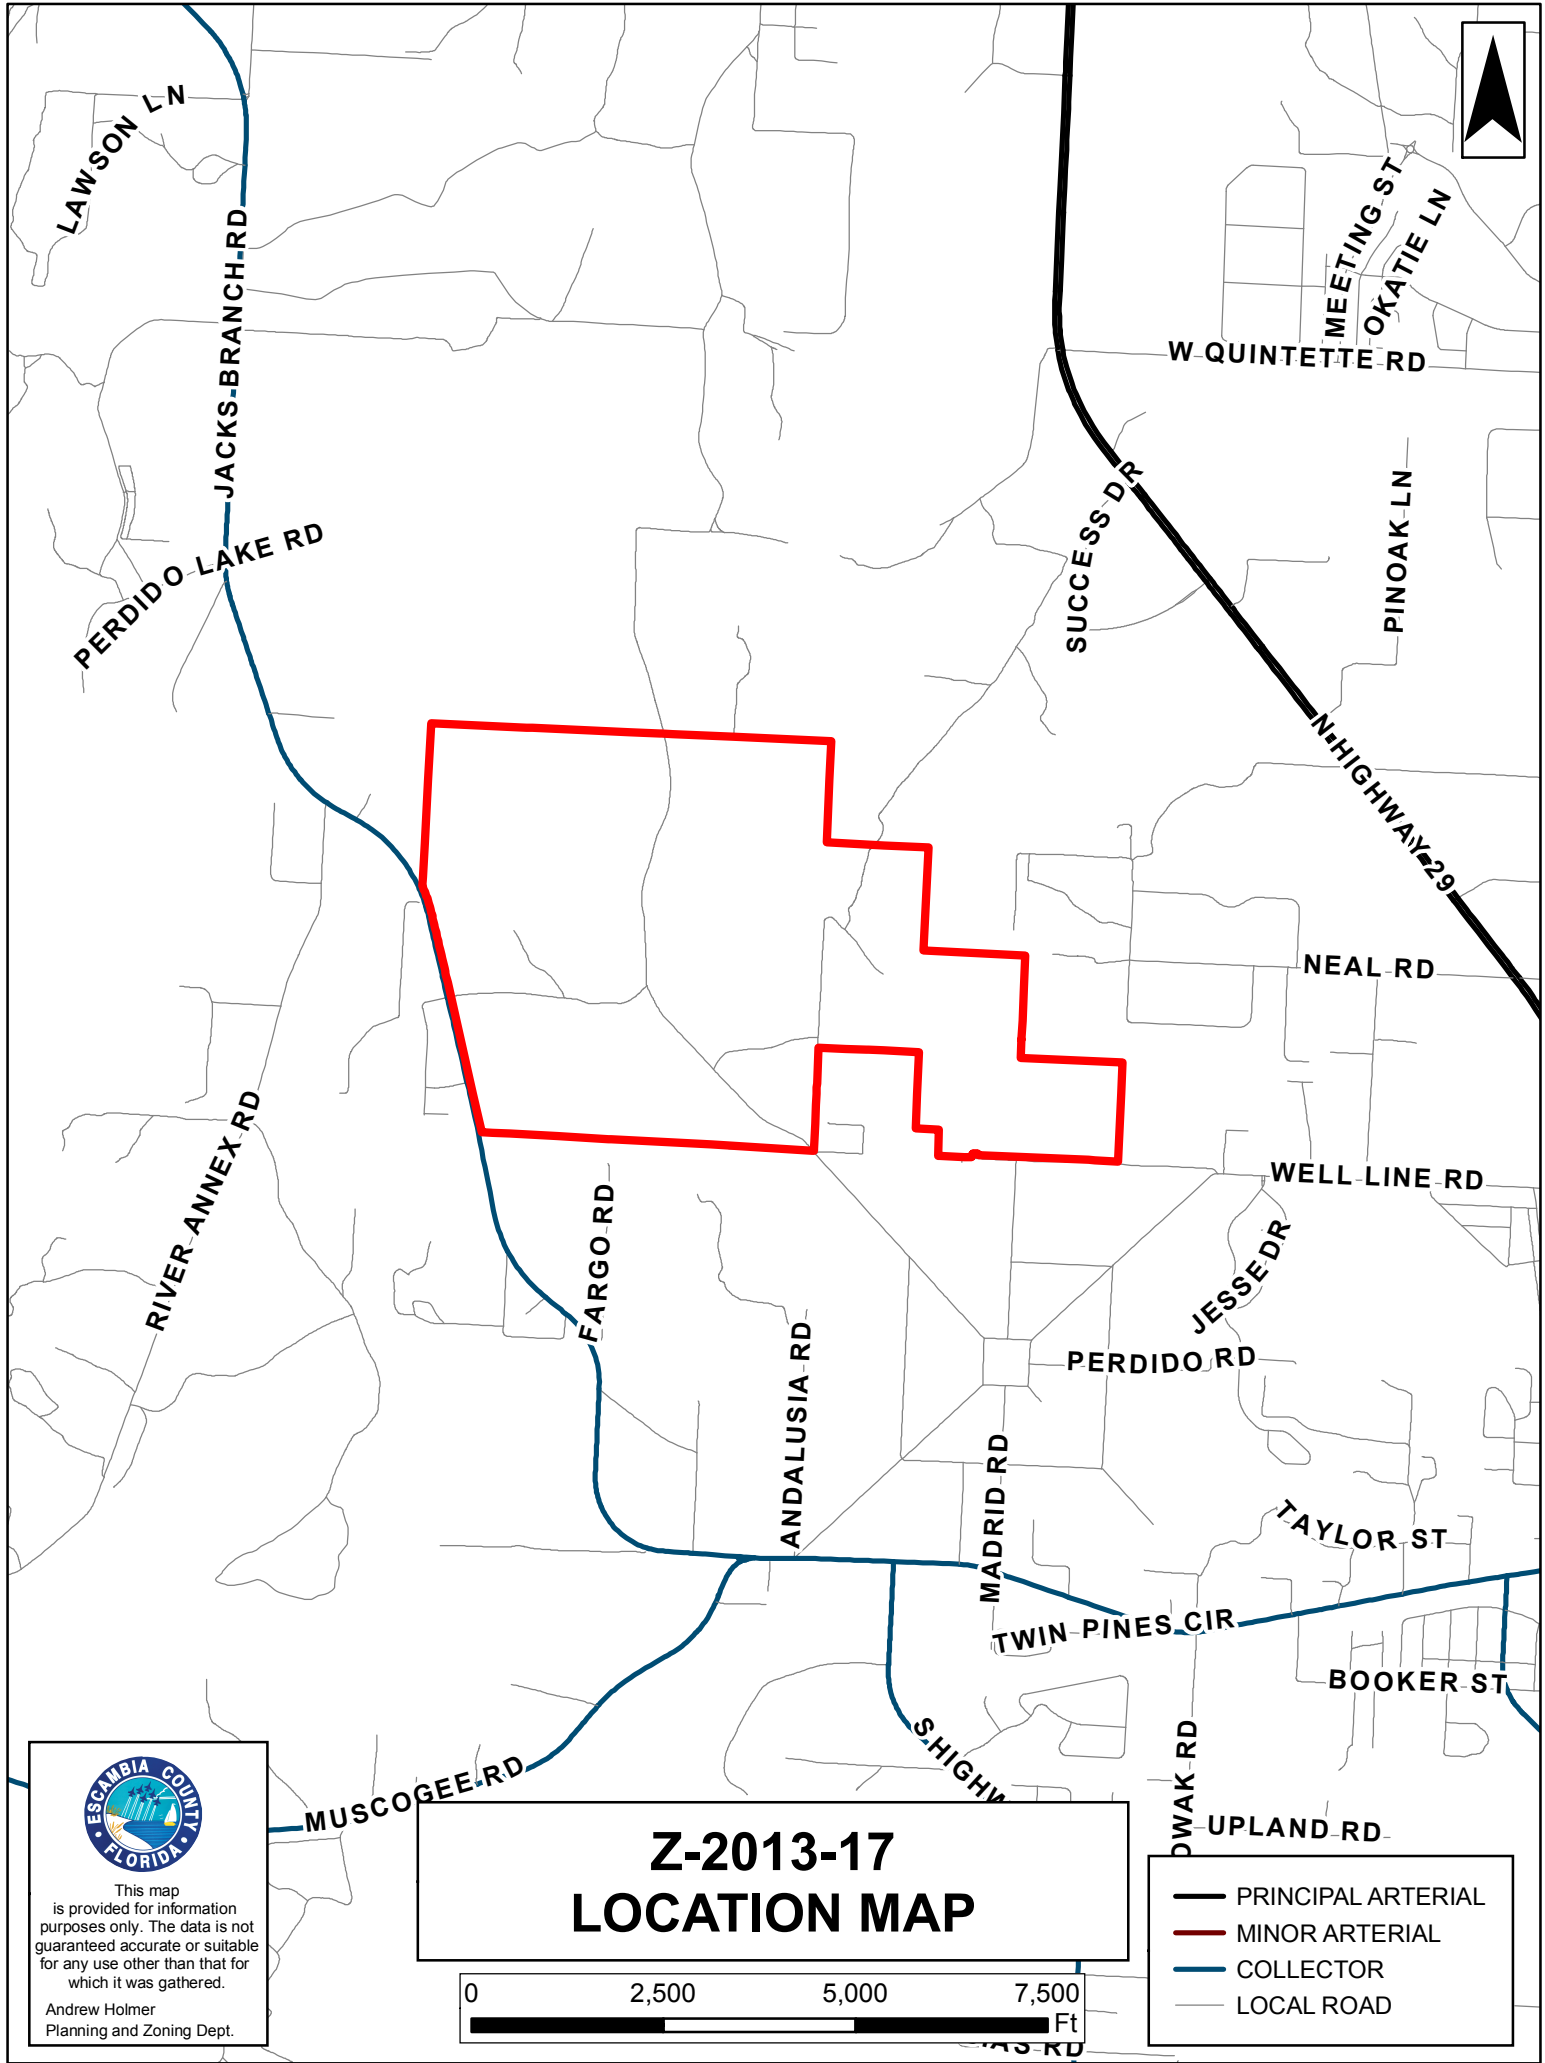 LAWSON LN
JACKS BRANCH RD
PERDIDO LAKE RD
MEETING ST
OKATIE LN
W QUINTETTE RD
SUCCESS DR
PINOAK LN
N HIGHWAY 29
NEAL RD
WELL LINE RD
RIVER ANNEX RD
FARGO RD
JESSE DR
ANDALUSIA RD
PERDIDO RD
MADRID RD
TAYLOR ST
TWIN PINES CIR
BOOKER ST
S HIGHW
MUSCOGEE RD
OWAK RD
UPLAND RD
ESCAMBIA COUNTY
FLORIDA
This map
is provided for information
purposes only. The data is not
guaranteed accurate or suitable
for any use other than that for
which it was gathered.
Andrew Holmer
Planning and Zoning Dept.
Z-2013-17
LOCATION MAP
0 2,500 5,000 7,500
Ft
PRINCIPAL ARTERIAL
MINOR ARTERIAL
COLLECTOR
LOCAL ROAD
RD